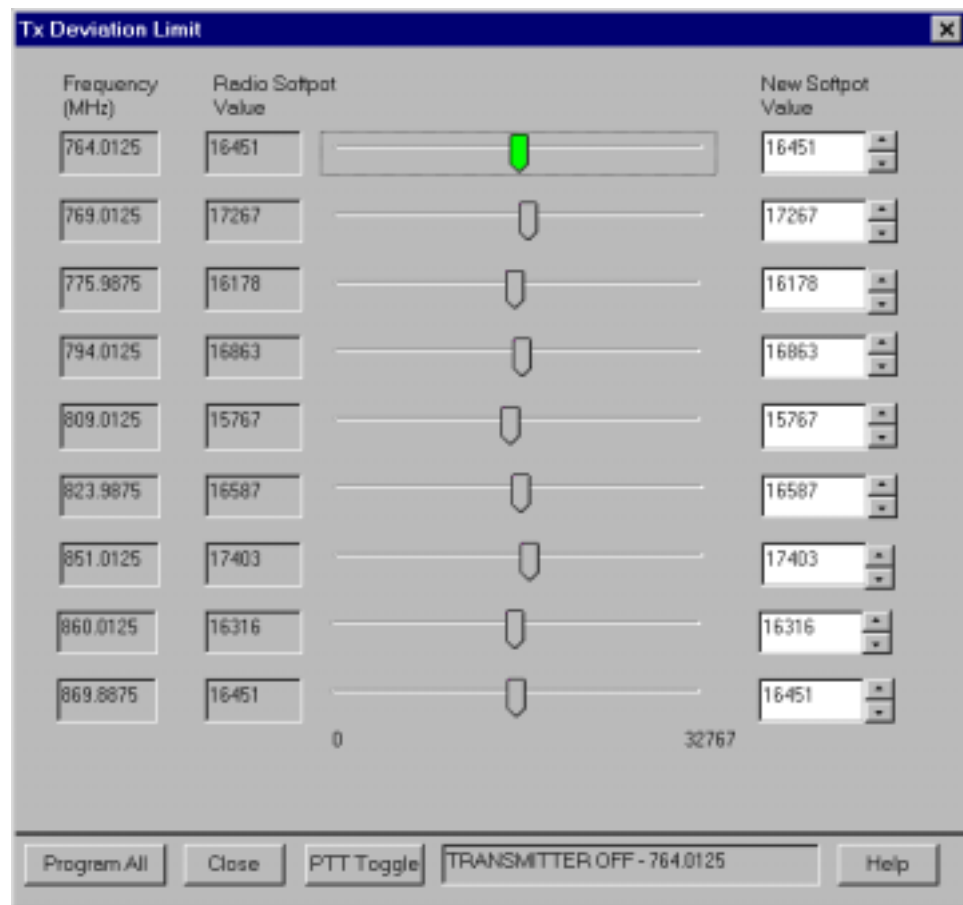 Tx Deviation Limit
Frequency (MHz)
Radio Softpot Value
New Softpot Value
764.0125 16451 16451
769.0125 17267 17267
775.9875 16178 16178
794.0125 16863 16863
809.0125 15767 15767
823.9875 16587 16587
851.0125 17403 17403
860.0125 16316 16316
869.8875 16451 16451
0 32767
Program All Close PTT Toggle TRANSMITTER OFF - 764.0125 Help